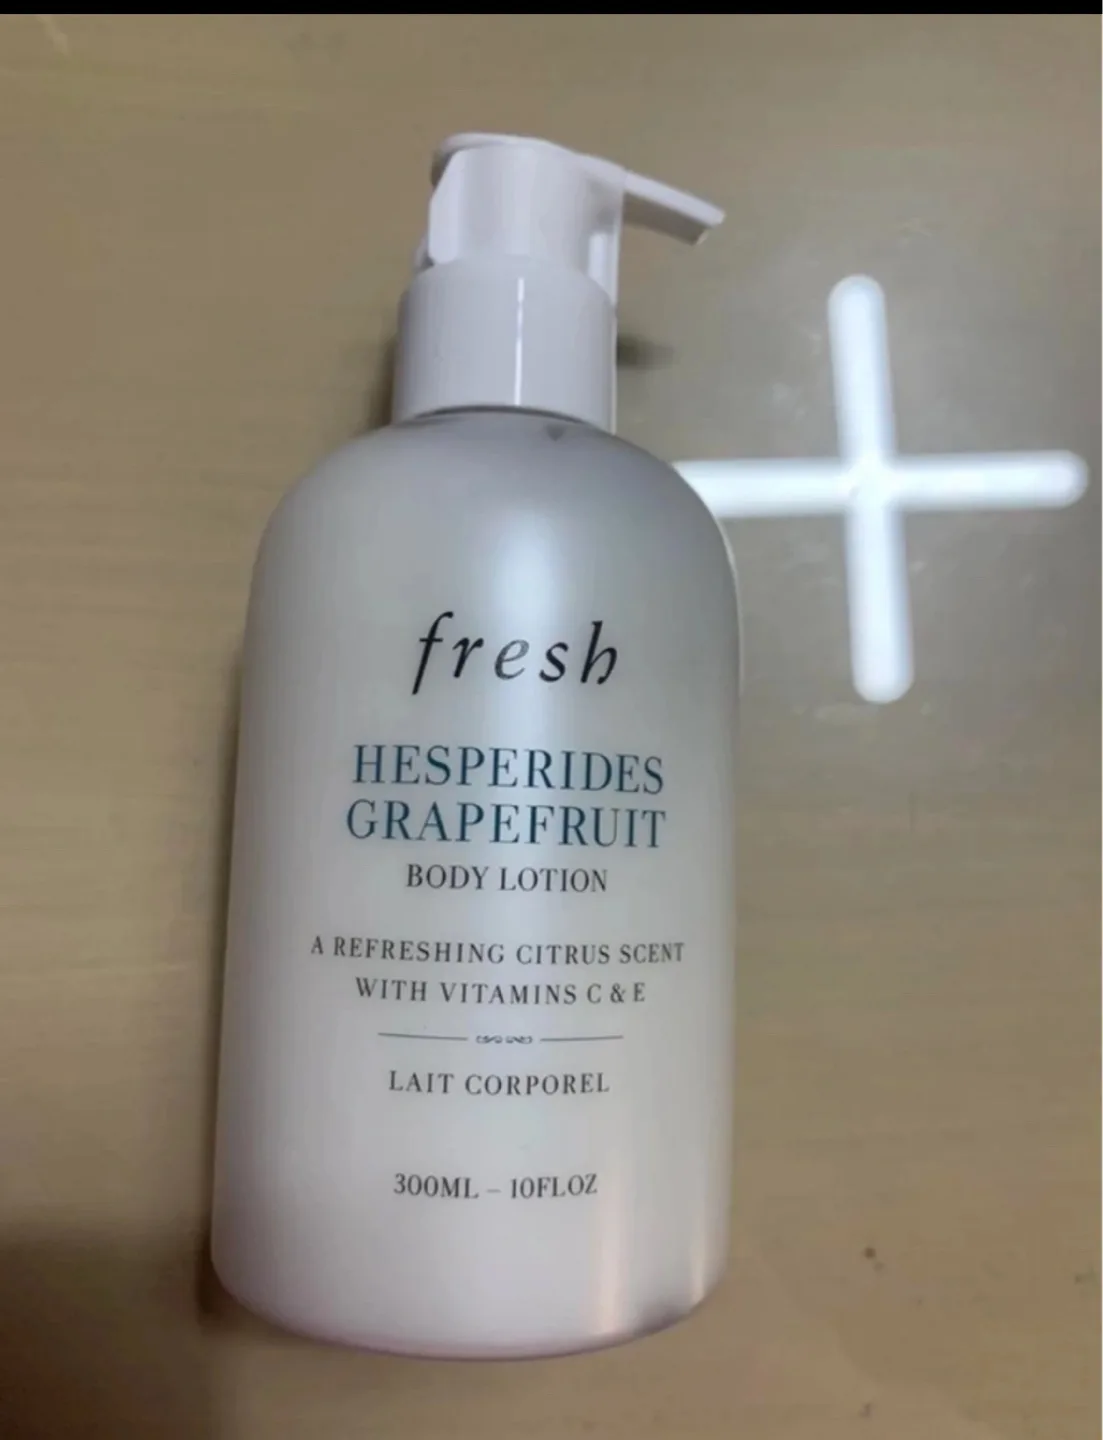 fresh
HESPERIDES
GRAPEFRUIT
BODY LOTION
A REFRESHING CITRUS SCENT
WITH VITAMINS C & E
LAIT CORPOREL
300ML – 10FLOZ